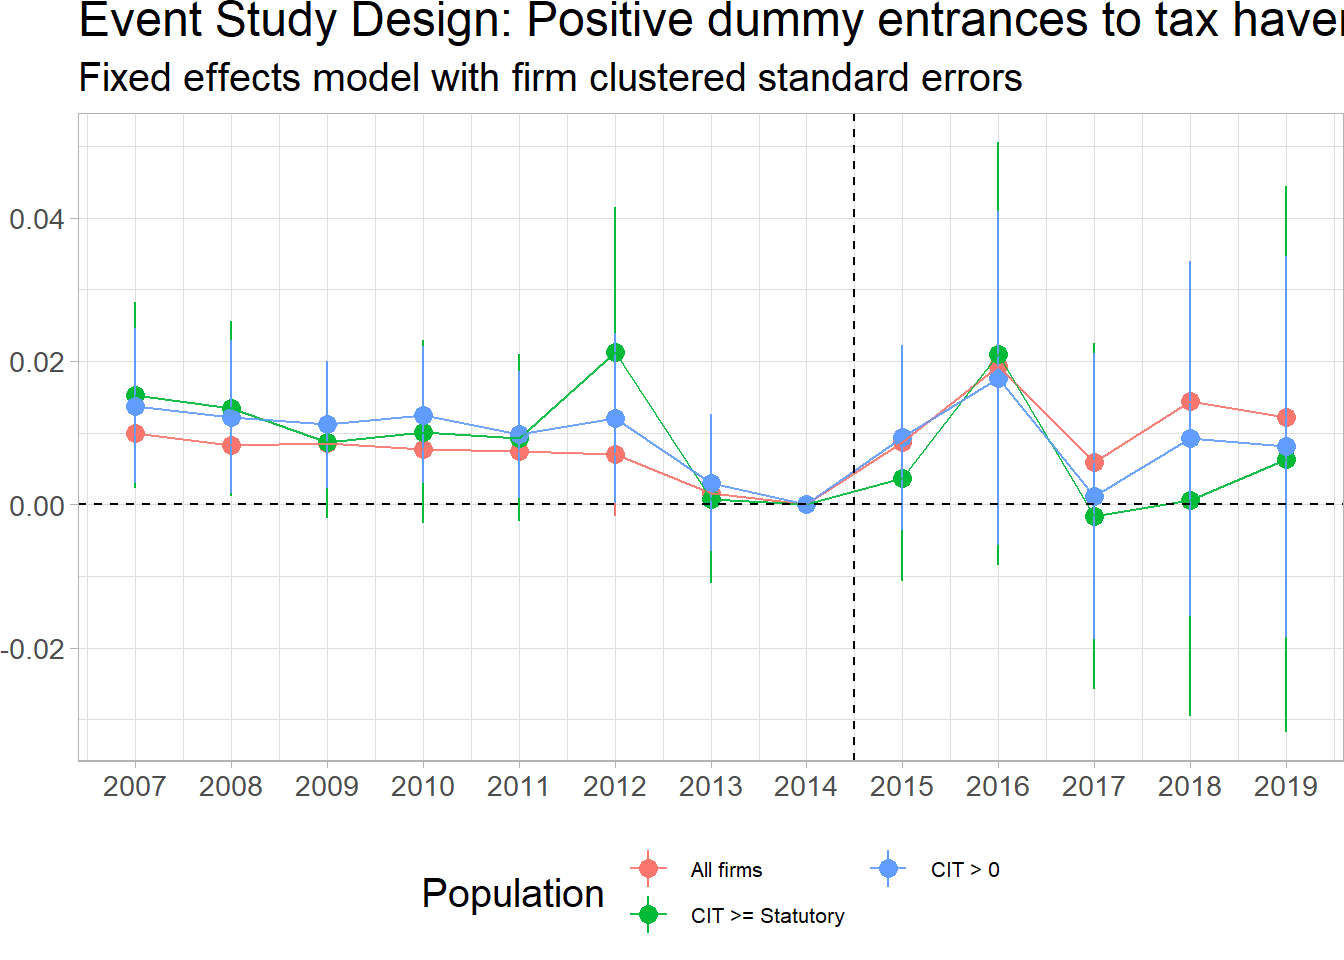 Event Study Design: Positive dummy entrances to tax haver
Fixed effects model with firm clustered standard errors
0.04
0.02
0.00
-0.02
2007 2008 2009 2010 2011 2012 2013 2014 2015 2016 2017 2018 2019
Population
All firms
CIT > 0
CIT >= Statutory